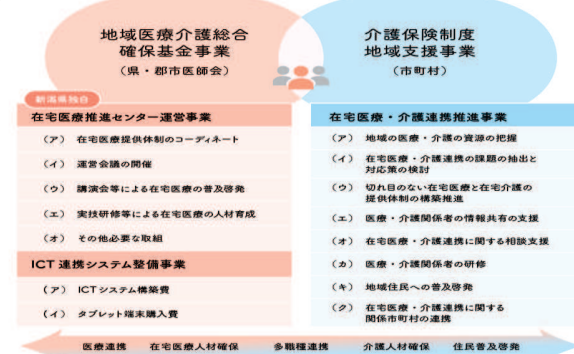 地域医療介護総合
確保基金事業
（県・郡市医師会）
介護保険制度
地域支援事業
（市町村）
新潟県独自
在宅医療推進センター運営事業
（ア） 在宅医療提供体制のコーディネート
（イ） 運営会議の開催
（ウ） 講演会等による在宅医療の普及啓発
（エ） 実技研修等による在宅医療の人材育成
（オ） その他必要な取組
ICT 連携システム整備事業
（ア） ICTシステム構築費
（イ） タブレット端末購入費
在宅医療・介護連携推進事業
（ア） 地域の医療・介護の資源の把握
（イ） 在宅医療・介護連携の課題の抽出と
対応策の検討
（ウ） 切れ目のない在宅医療と在宅介護の
提供体制の構築推進
（エ） 医療・介護関係者の情報共有の支援
（オ） 在宅医療・介護連携に関する相談支援
（カ） 医療・介護関係者の研修
（キ） 地域住民への普及啓発
（ク） 在宅医療・介護連携に関する
関係市町村の連携
医療連携 在宅医療人材確保 多職種連携 介護人材確保 住民普及啓発